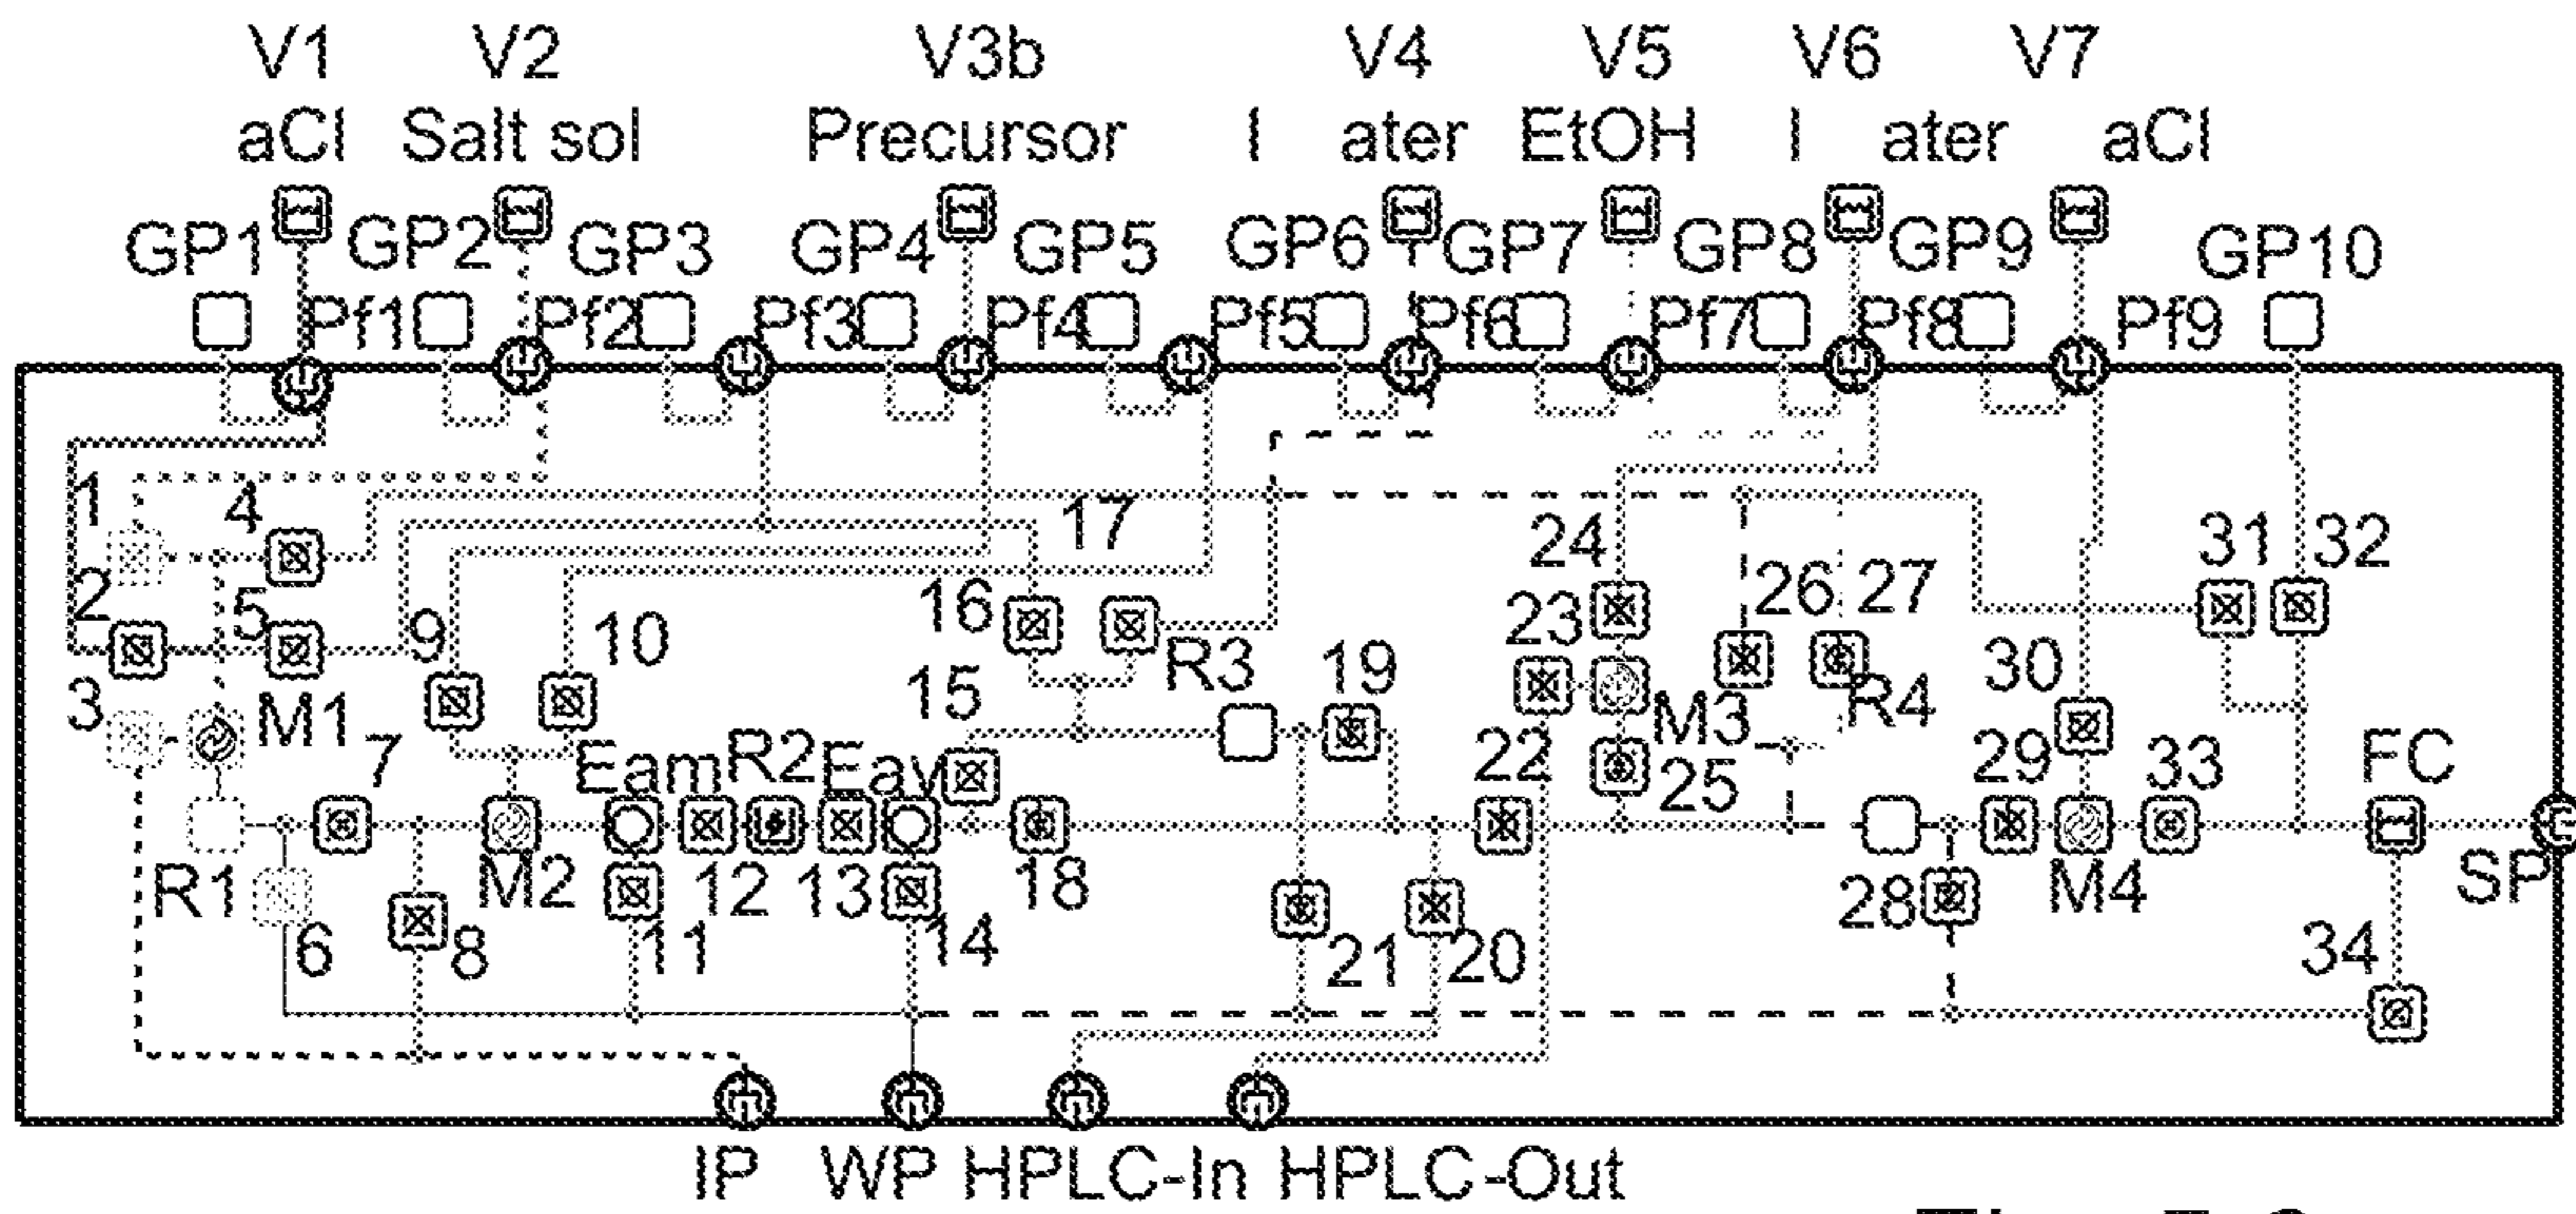 V1 V2 V3b V4 V5 V6 V7
aCl Salt sol Precursor I ater EtOH I ater aCl
GP1 GP2 GP3 GP4 GP5 GP6 GP7 GP8 GP9 GP10
Pf1 Pf2 Pf3 Pf4 Pf5 Pf6 Pf7 Pf8 Pf9
1 4 17 24 31 32
2 5 9 10 16 23 26 27
3 M1 7 15 R3 19 M3 R4 30
Eam R2 Eav 22 25 29 33 FC
R1 M2 12 13 18 28 M4 SP
6 8 11 14 21 20 34
IP WP HPLC-In HPLC-Out